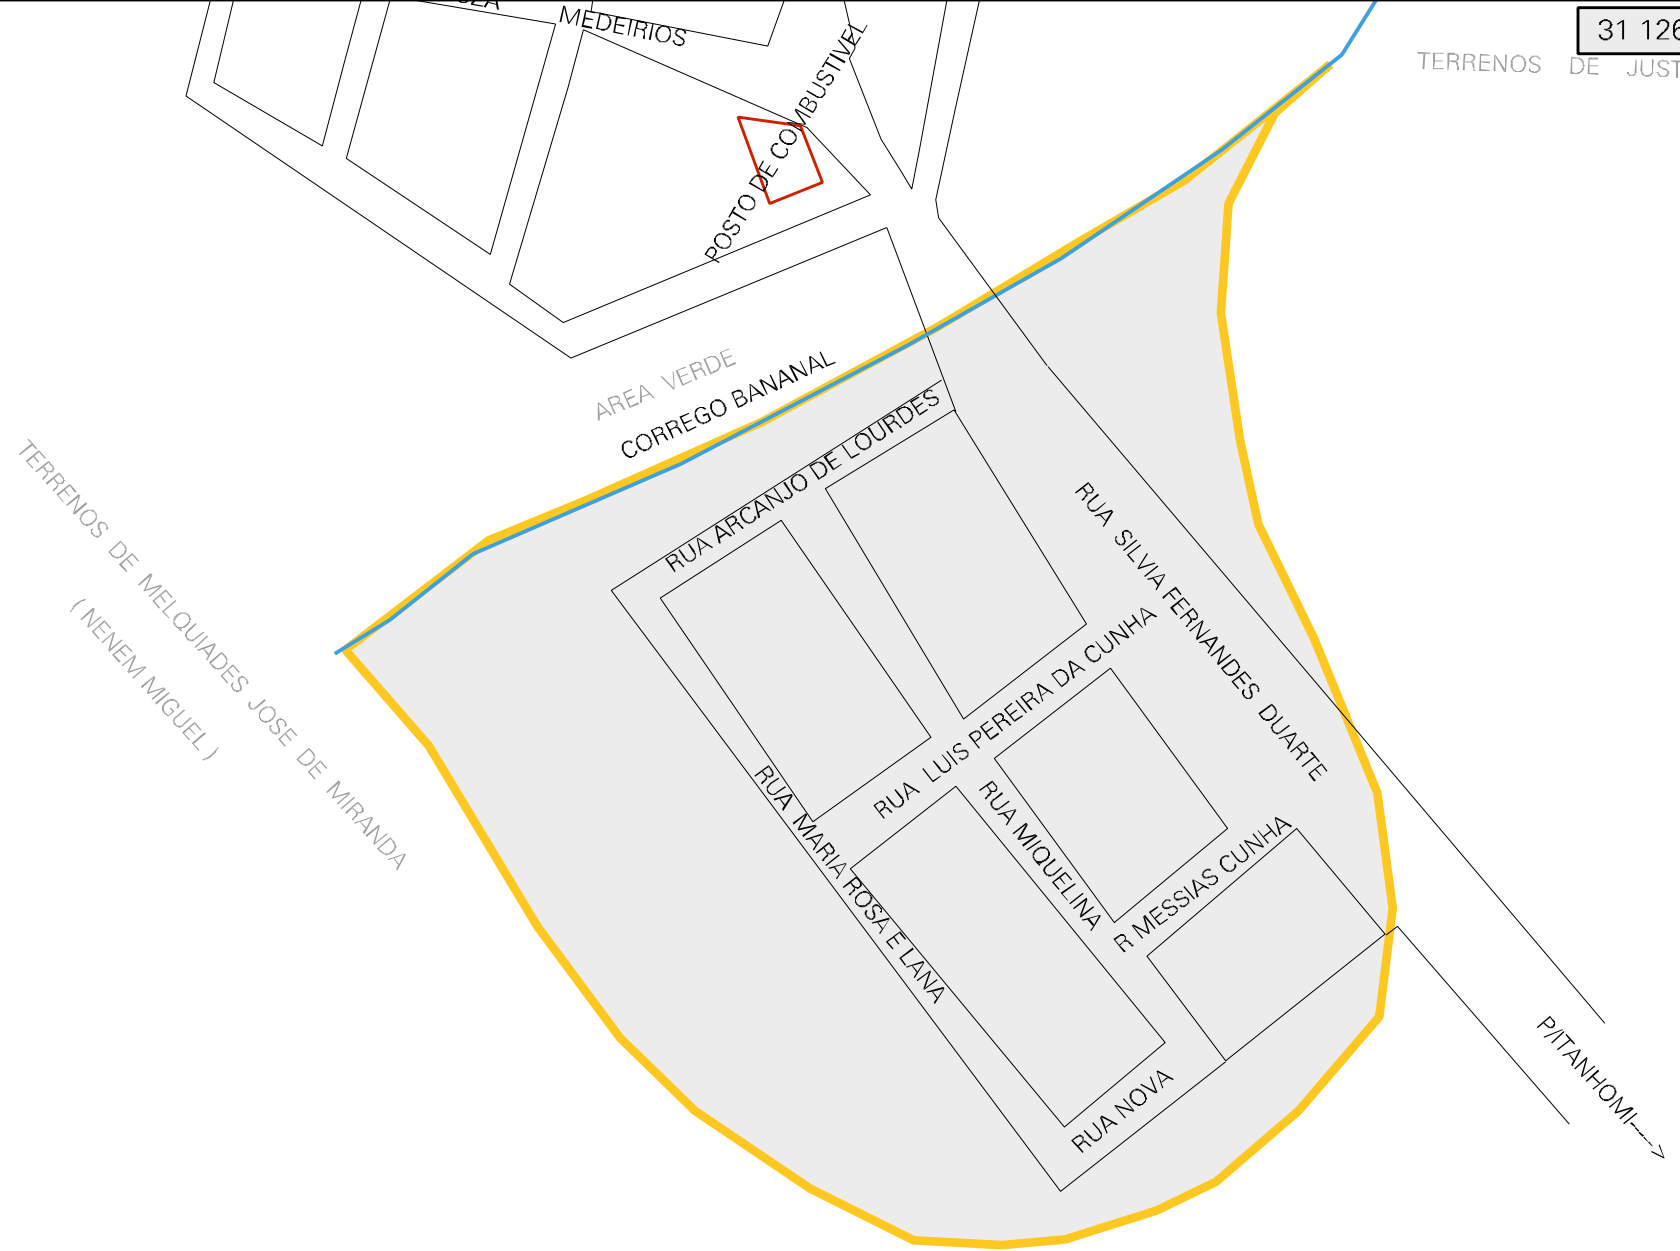 MEDEIRIOS
31 126
TERRENOS DE JUST
POSTO DE COMBUSTIVEL
AREA VERDE
CORREGO BANANAL
RUA ARCANJO DE LOURDES
TERRENOS DE MELQUIADES JOSE DE MIRANDA
( NENEM MIGUEL )
RUA SILVIA FERNANDES DUARTE
RUA LUIS PEREIRA DA CUNHA
RUA MARIA ROSA E LANA
RUA MIQUELINA
R MESSIAS CUNHA
RUA NOVA
P/ITANHOMI---->